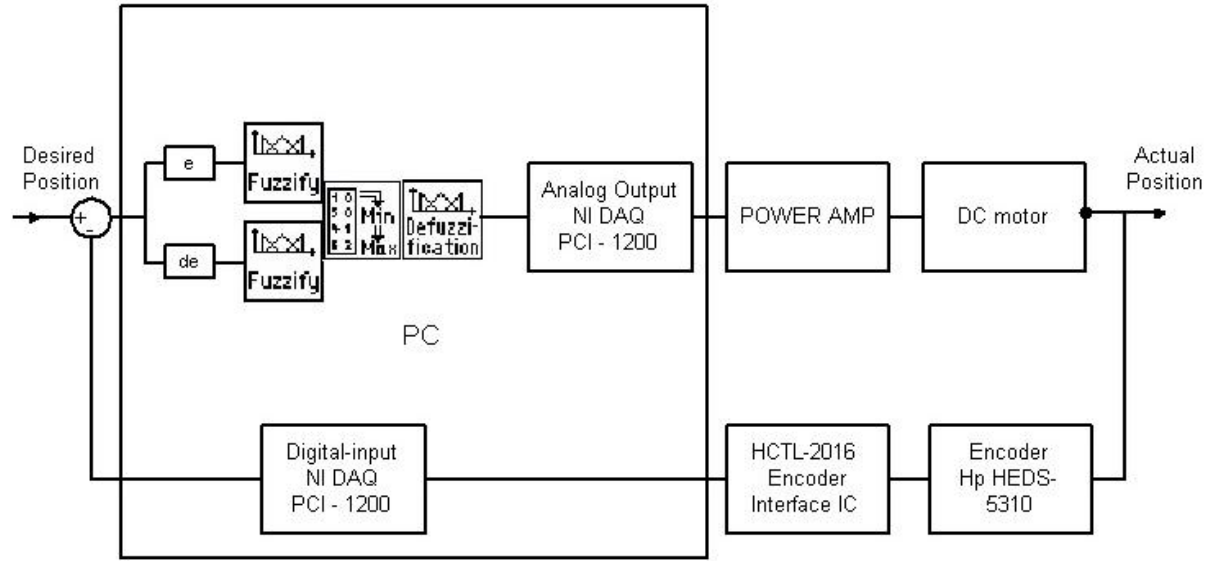 Desired
Position
+
-
e
de
Fuzzify
Fuzzify
Min
Max
Defuzzi-
fication
Analog Output
NI DAQ
PCI - 1200
POWER AMP
DC motor
Actual
Position
PC
Digital-input
NI DAQ
PCI - 1200
HCTL-2016
Encoder
Interface IC
Encoder
Hp HEDS-
5310